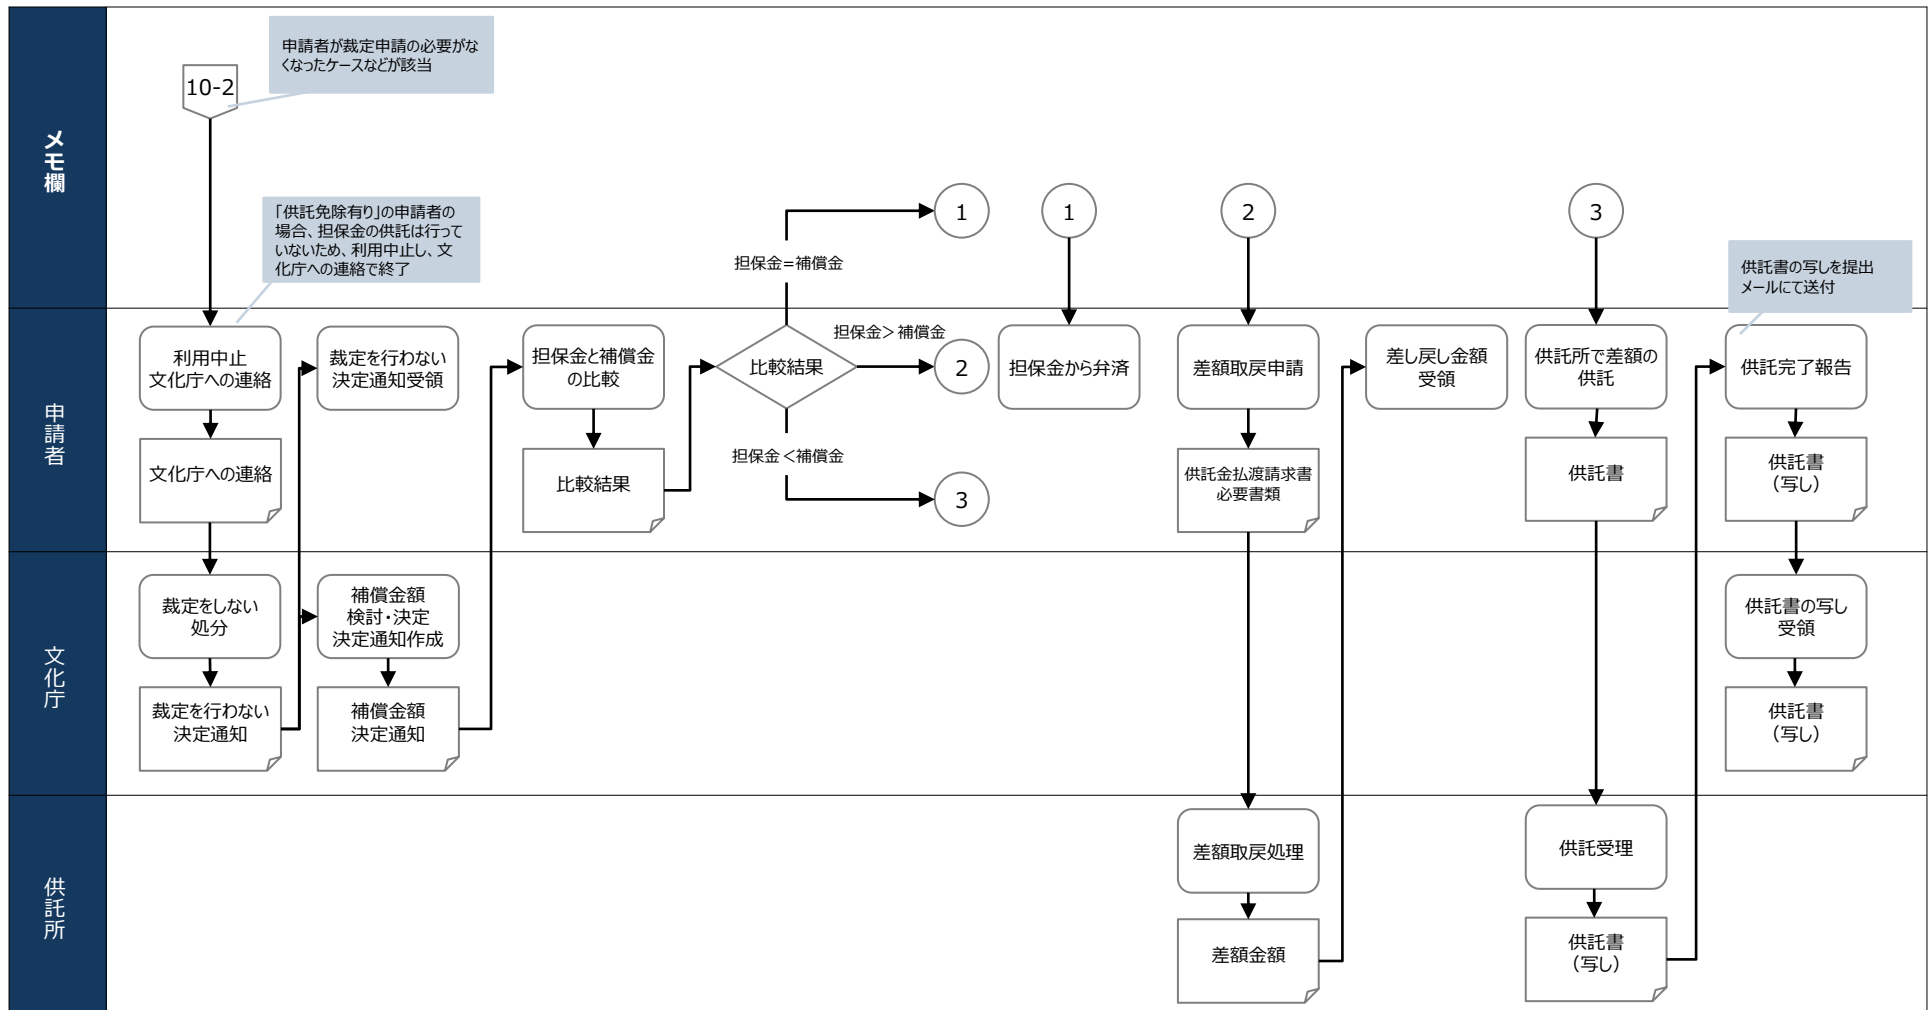 メモ欄
10-2
申請者が裁定申請の必要がな
くなったケースなどが該当
「供託免除有り」の申請者の
場合、担保金の供託は行って
いないため、利用中止し、文
化庁への連絡で終了
担保金=補償金
1
1
2
3
供託書の写しを提出
メールにて送付
申請者
利用中止
文化庁への連絡
文化庁への連絡
裁定を行わない
決定通知受領
担保金と補償金
の比較
比較結果
比較結果
担保金＞補償金
2
担保金＜補償金
3
担保金から弁済
差額取戻申請
供託金払渡請求書
必要書類
差し戻し金額
受領
供託所で差額の
供託
供託書
供託完了報告
供託書
（写し）
文化庁
裁定をしない
処分
裁定を行わない
決定通知
補償金額
検討・決定
決定通知作成
補償金額
決定通知
供託書の写し
受領
供託書
（写し）
供託所
差額取戻処理
差額金額
供託受理
供託書
（写し）